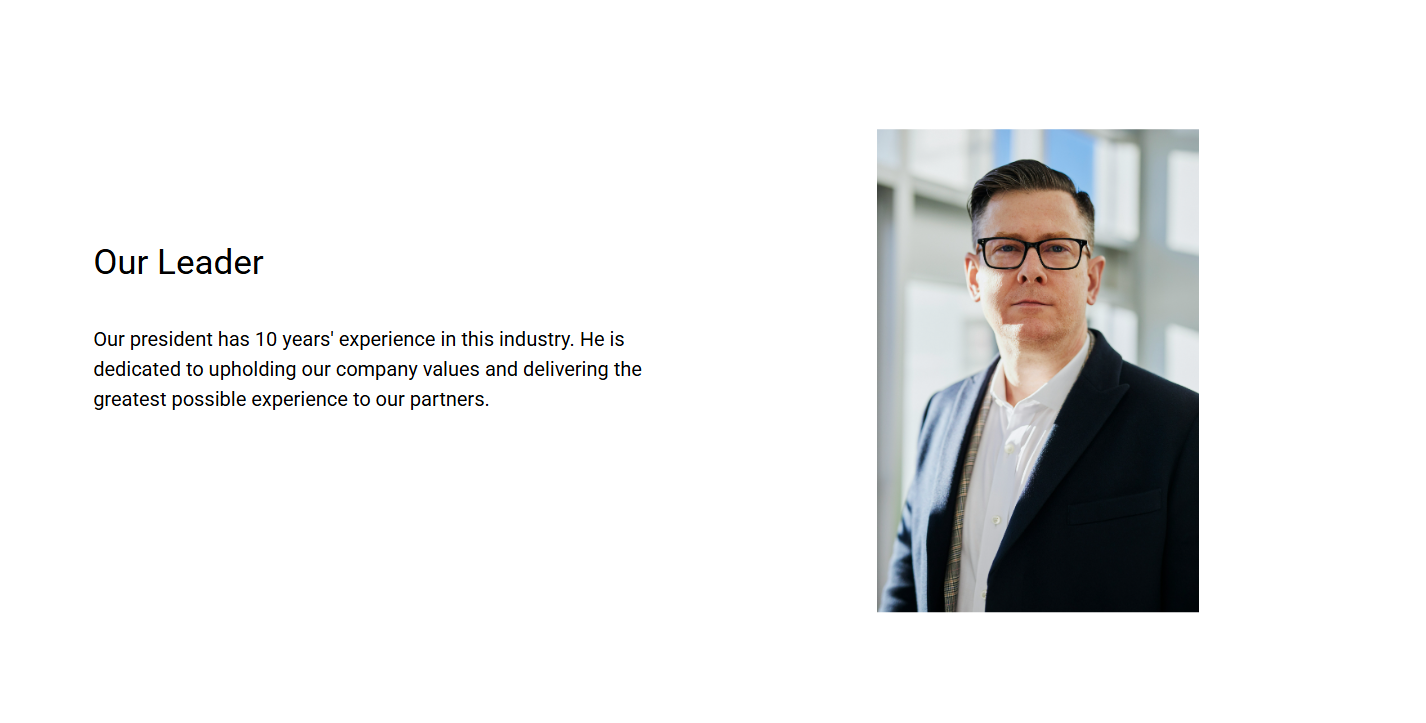 Our Leader
Our president has 10 years' experience in this industry. He is
dedicated to upholding our company values and delivering the
greatest possible experience to our partners.